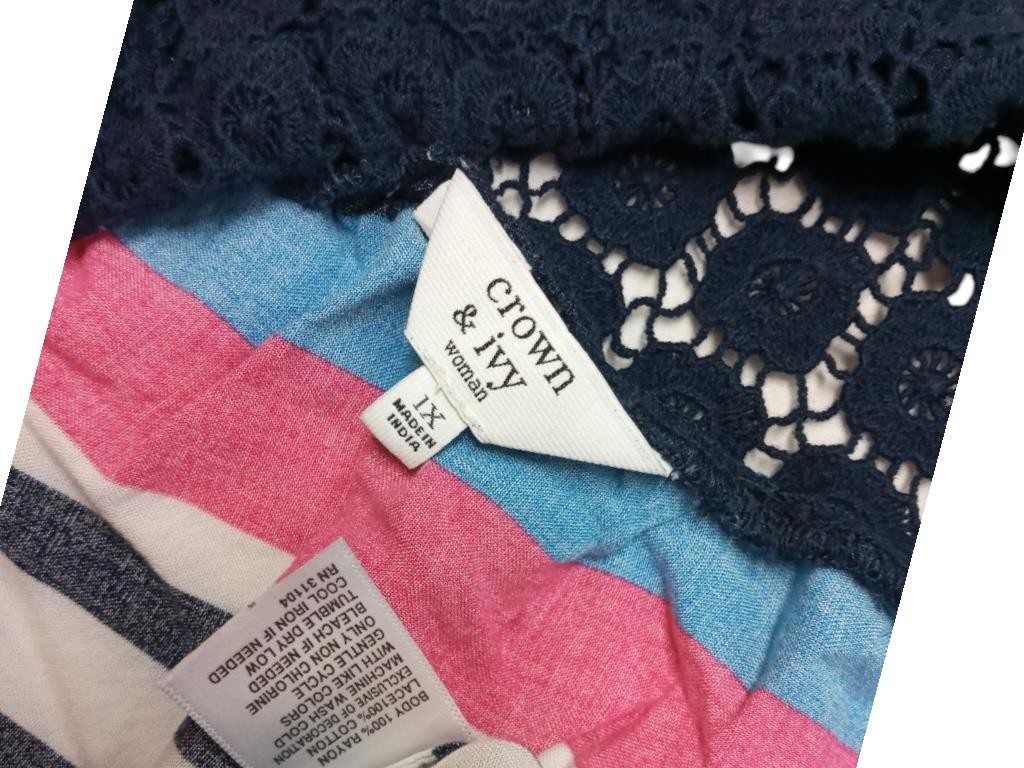 crown
& ivy
woman
1X
MADE IN
INDIA
BODY 100% RAYON
LACE 100% COTTON
EXCLUSIVE OF DECORATION
MACHINE WASH COLD
WITH LIKE COLORS
GENTLE CYCLE
ONLY NON CHLORINE
BLEACH IF NEEDED
TUMBLE DRY LOW
COOL IRON IF NEEDED
RN 31104